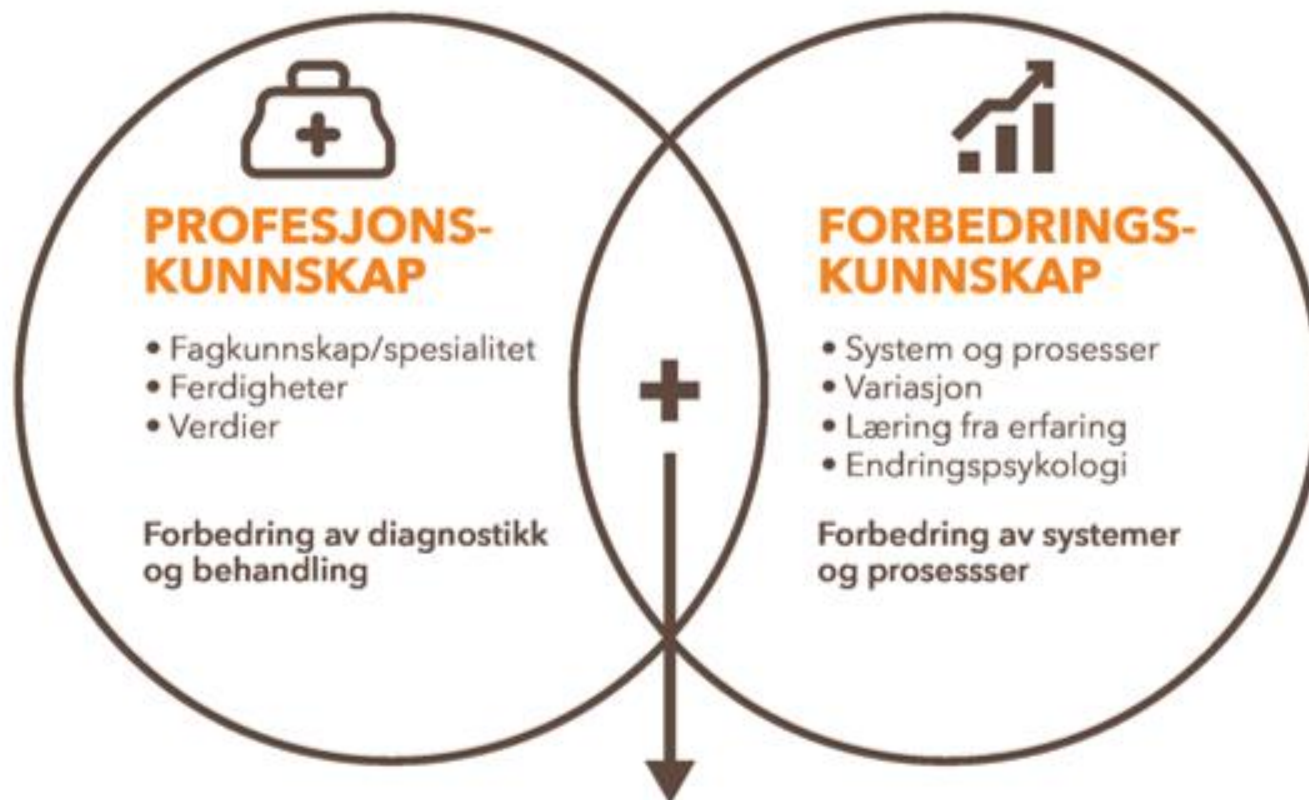 PROFESJONS-
KUNNSKAP
• Fagkunnskap/spesialitet
• Ferdigheter
• Verdier
Forbedring av diagnostikk
og behandling
+
FORBEDRINGS-
KUNNSKAP
• System og prosesser
• Variasjon
• Læring fra erfaring
• Endringspsykologi
Forbedring av systemer
og prosessser